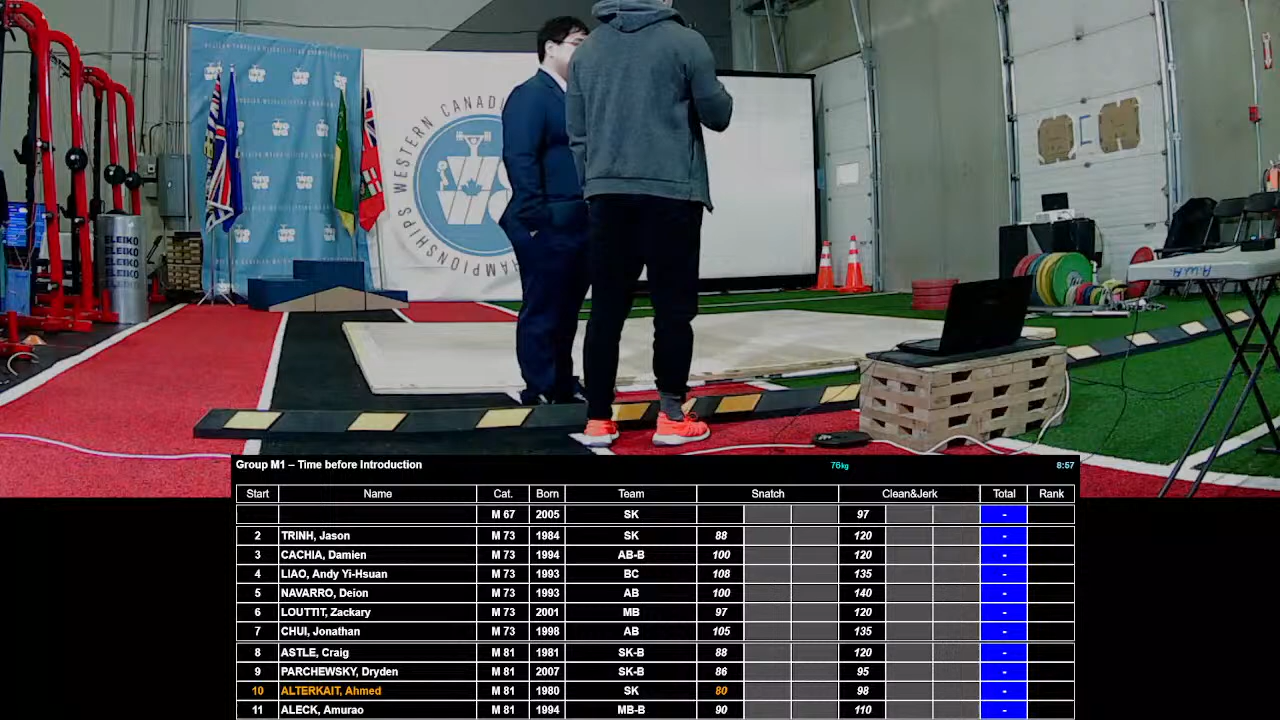 WESTERN CANADI
CHAMPIONSHIPS
ELEIKO
ELEIKO
ELEIKO
ELEIKO
Group M1 – Time before Introduction 76kg 8:57
Start Name Cat. Born Team Snatch Clean&Jerk Total Rank
M 67 2005 SK 97 -
2 TRINH, Jason M 73 1984 SK 88 120 -
3 CACHIA, Damien M 73 1994 AB-B 100 120 -
4 LIAO, Andy Yi-Hsuan M 73 1993 BC 108 135 -
5 NAVARRO, Deion M 73 1993 AB 100 140 -
6 LOUTTIT, Zackary M 73 2001 MB 97 120 -
7 CHUI, Jonathan M 73 1998 AB 105 135 -
8 ASTLE, Craig M 81 1981 SK-B 88 120 -
9 PARCHEWSKY, Dryden M 81 2007 SK-B 86 95 -
10 ALTERKAIT, Ahmed M 81 1980 SK 80 98 -
11 ALECK, Amurao M 81 1994 MB-B 90 110 -